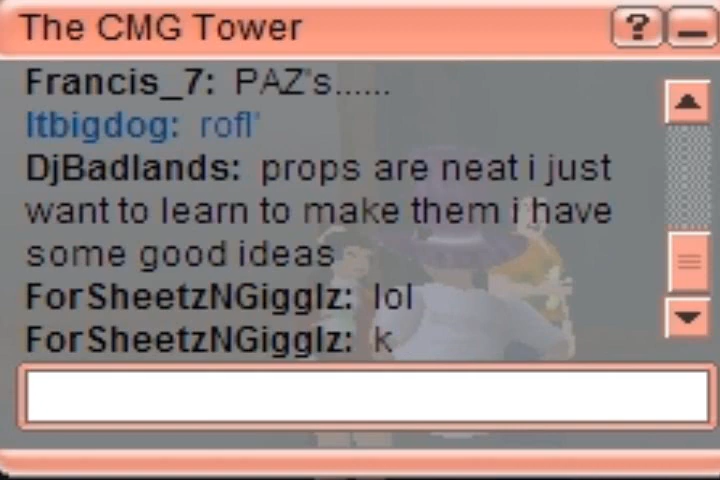 The CMG Tower
?
Francis_7: PAZ's......
ltbigdog: rofl'
DjBadlands: props are neat i just
want to learn to make them i have
some good ideas
ForSheetzNGigglz: lol
ForSheetzNGigglz: k